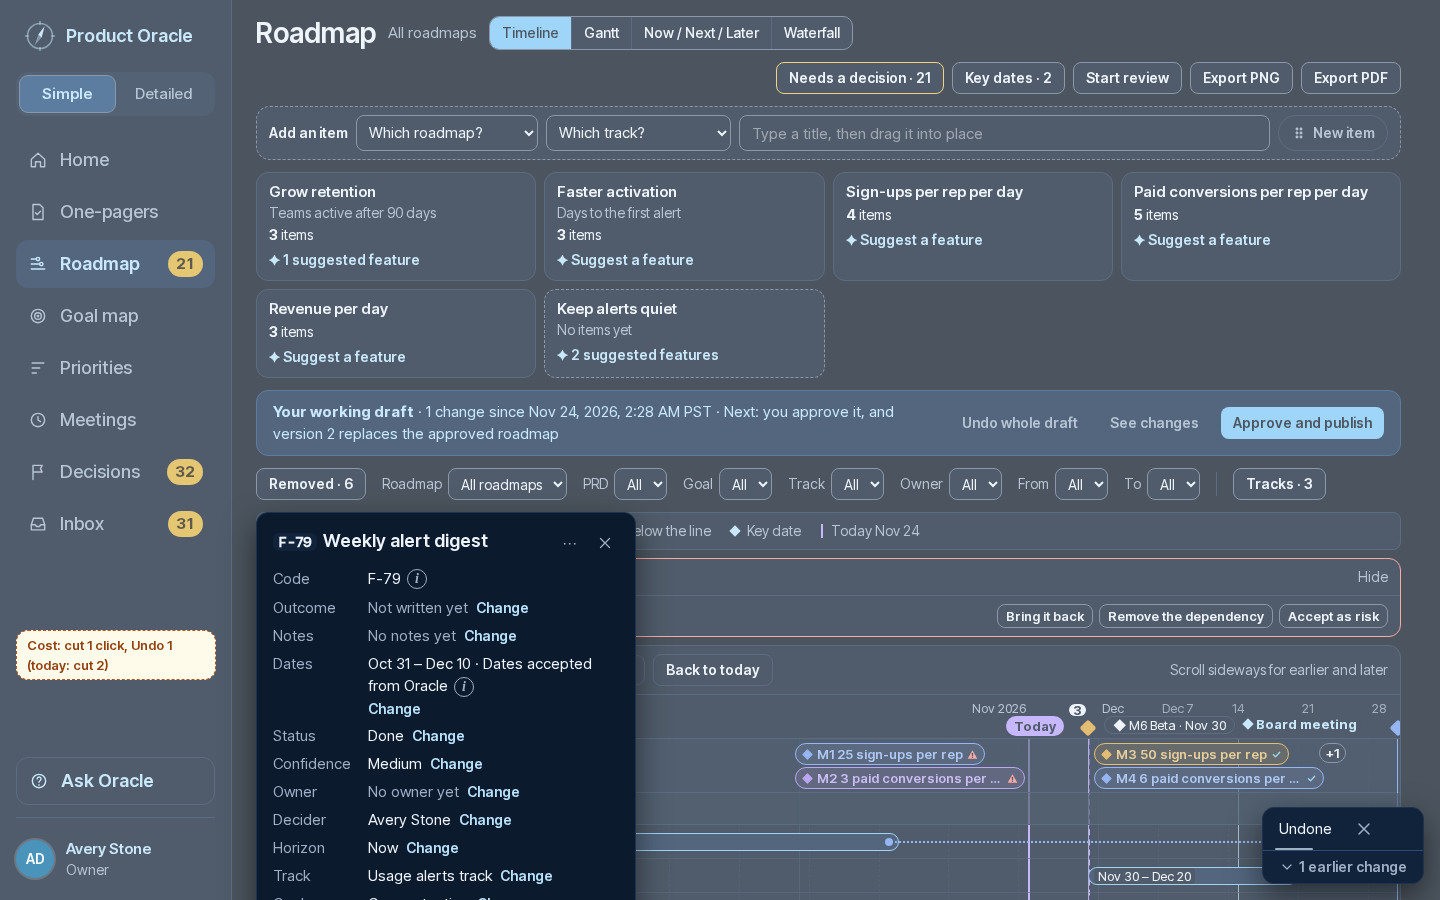 Product Oracle
Simple
Detailed
Home
One-pagers
Roadmap
21
Goal map
Priorities
Meetings
Decisions
32
Inbox
31
Cost: cut 1 click, Undo 1
(today: cut 2)
Ask Oracle
AD
Avery Stone
Owner
Roadmap
All roadmaps
Timeline
Gantt
Now / Next / Later
Waterfall
Needs a decision · 21
Key dates · 2
Start review
Export PNG
Export PDF
Add an item
Which roadmap?
Which track?
Type a title, then drag it into place
New item
Grow retention
Teams active after 90 days
3 items
1 suggested feature
Faster activation
Days to the first alert
3 items
Suggest a feature
Sign-ups per rep per day
4 items
Suggest a feature
Paid conversions per rep per day
5 items
Suggest a feature
Revenue per day
3 items
Suggest a feature
Keep alerts quiet
No items yet
2 suggested features
Your working draft · 1 change since Nov 24, 2026, 2:28 AM PST · Next: you approve it, and
version 2 replaces the approved roadmap
Undo whole draft
See changes
Approve and publish
Removed · 6
Roadmap
All roadmaps
PRD
All
Goal
All
Track
All
Owner
All
From
All
To
All
Tracks · 3
elow the line
Key date
Today Nov 24
Hide
Bring it back
Remove the dependency
Accept as risk
Back to today
Scroll sideways for earlier and later
Nov 2026
3
Dec
Dec 7
14
21
28
Today
M6 Beta · Nov 30
Board meeting
M1 25 sign-ups per rep
M3 50 sign-ups per rep
+1
M2 3 paid conversions per ...
M4 6 paid conversions per ...
Nov 30 – Dec 20
F-79 Weekly alert digest
Code
F-79
Outcome
Not written yet Change
Notes
No notes yet Change
Dates
Oct 31 – Dec 10 · Dates accepted
from Oracle
Change
Status
Done Change
Confidence
Medium Change
Owner
No owner yet Change
Decider
Avery Stone Change
Horizon
Now Change
Track
Usage alerts track Change
Undone
1 earlier change